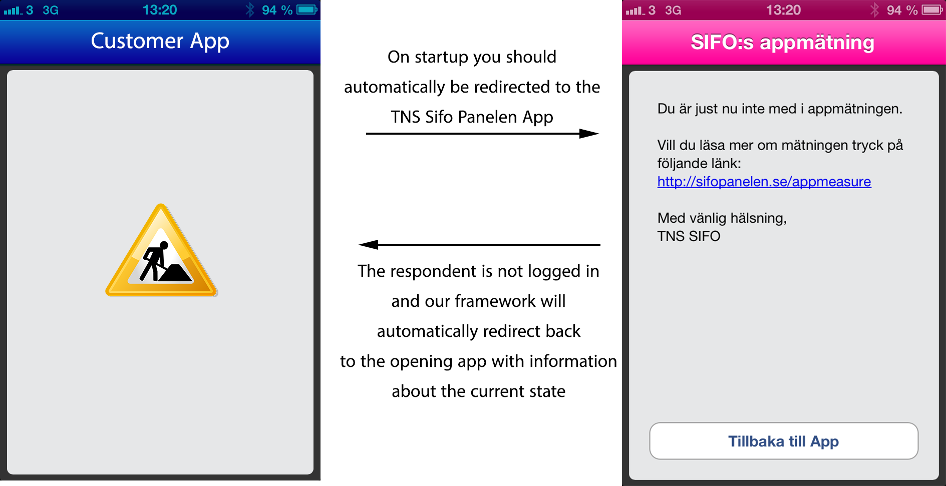 3 3G 13:20 94 %
Customer App
On startup you should
automatically be redirected to the
TNS Sifo Panelen App
The respondent is not logged in
and our framework will
automatically redirect back
to the opening app with information
about the current state
3 3G 13:20 94 %
SIFO:s appmätning
Du är just nu inte med i appmätningen.
Vill du läsa mer om mätningen tryck på
följande länk:
http://sifopanelen.se/appmeasure
Med vänlig hälsning,
TNS SIFO
Tillbaka till App